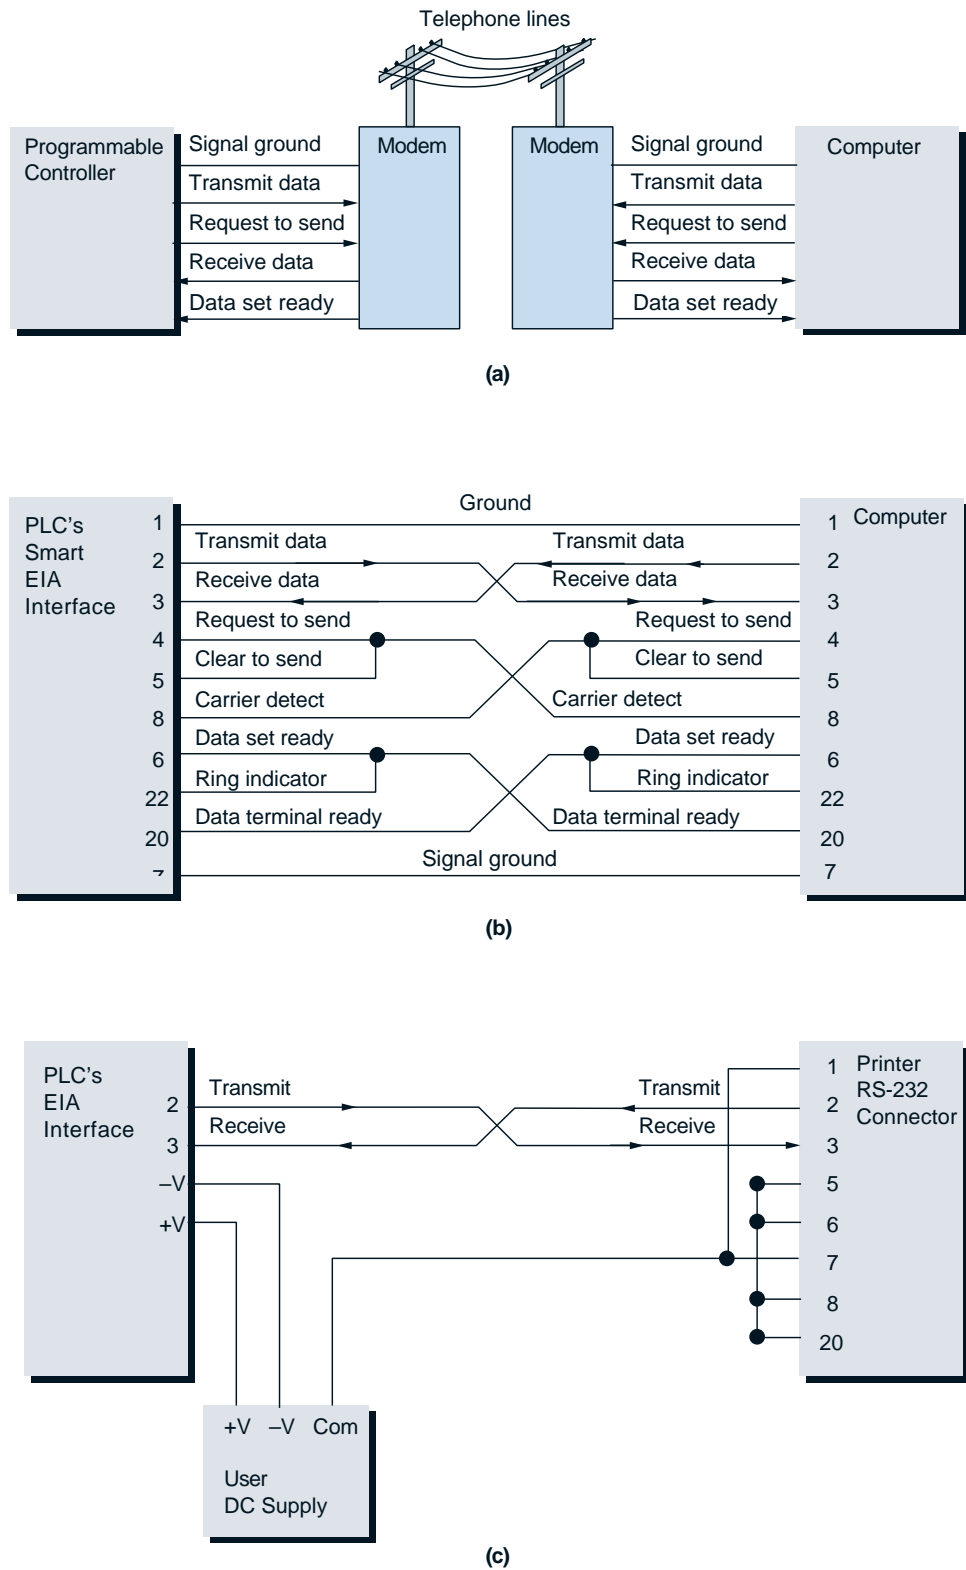 Telephone lines
Programmable
Controller
Signal ground
Transmit data
Request to send
Receive data
Data set ready
Modem
Modem
Signal ground
Transmit data
Request to send
Receive data
Data set ready
Computer
(a)
PLC's
Smart
EIA
Interface
1
2
3
4
5
8
6
22
20
Ground
Transmit data
Receive data
Request to send
Clear to send
Carrier detect
Data set ready
Ring indicator
Data terminal ready
Signal ground
Transmit data
Receive data
Request to send
Clear to send
Carrier detect
Data set ready
Ring indicator
Data terminal ready
1
2
3
4
5
8
6
22
20
7
Computer
(b)
PLC's
EIA
Interface
2
3
–V
+V
Transmit
Receive
Transmit
Receive
1
2
3
5
6
7
8
20
Printer
RS-232
Connector
+V –V Com
User
DC Supply
(c)